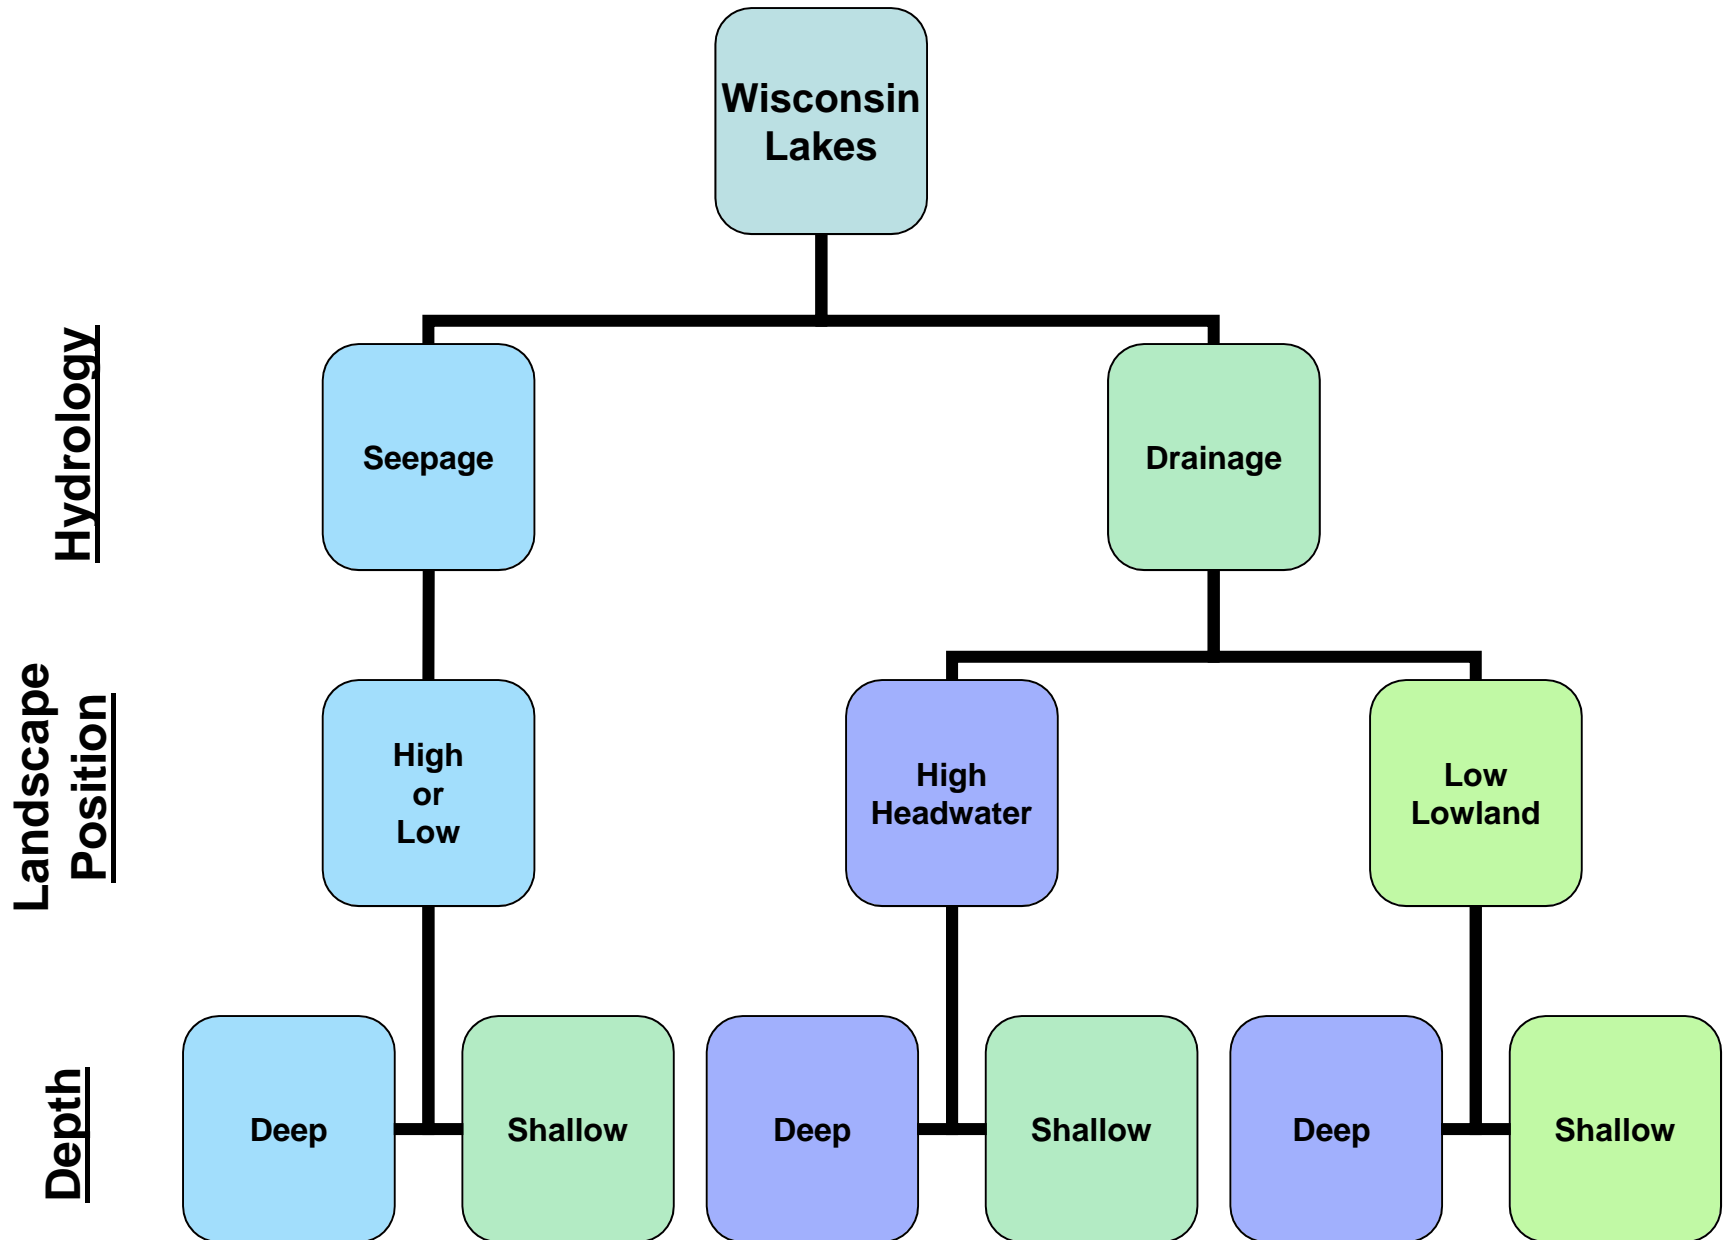 Wisconsin
Lakes
Hydrology
Seepage
Drainage
Landscape
Position
High
or
Low
High
Headwater
Low
Lowland
Depth
Deep
Shallow
Deep
Shallow
Deep
Shallow